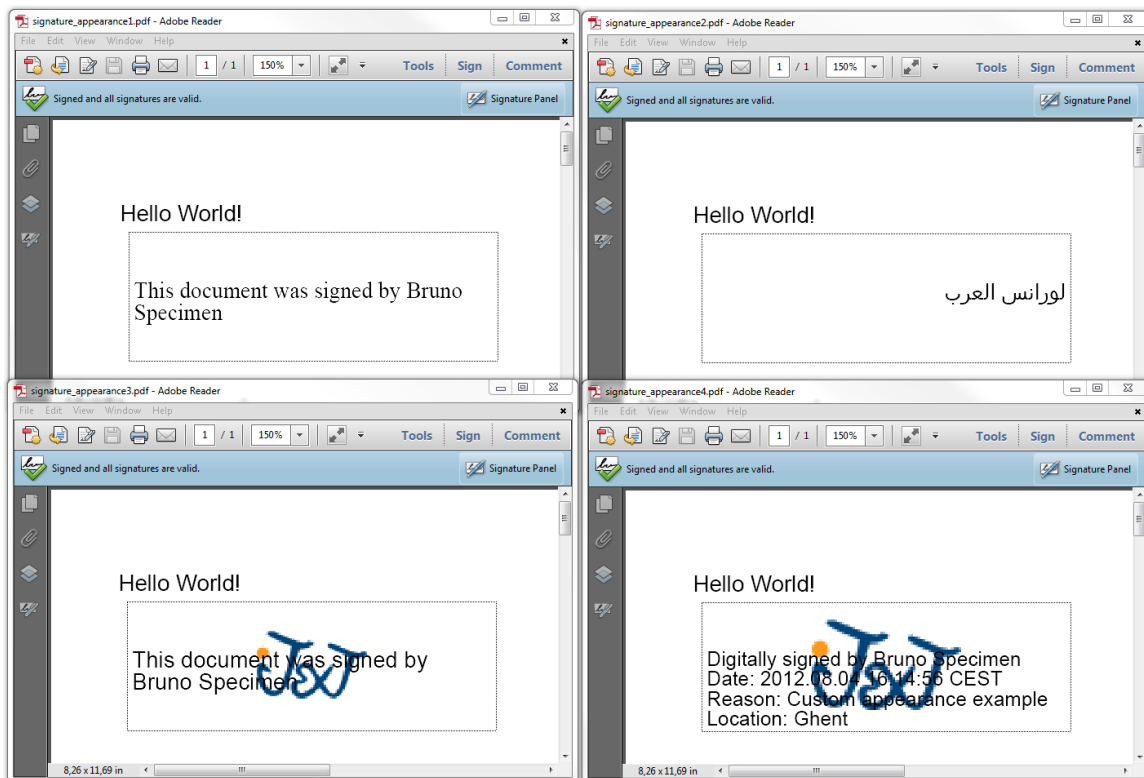 signature_appearance1.pdf - Adobe Reader
File Edit View Window Help
1 / 1 150% Tools Sign Comment
Signed and all signatures are valid.
Signature Panel
Hello World!
This document was signed by Bruno
Specimen
signature_appearance2.pdf - Adobe Reader
File Edit View Window Help
1 / 1 150% Tools Sign Comment
Signed and all signatures are valid.
Signature Panel
Hello World!
لورانس العرب
signature_appearance3.pdf - Adobe Reader
File Edit View Window Help
1 / 1 150% Tools Sign Comment
Signed and all signatures are valid.
Signature Panel
Hello World!
This document was signed by
Bruno Specimen
8,26 x 11,69 in
signature_appearance4.pdf - Adobe Reader
File Edit View Window Help
1 / 1 150% Tools Sign Comment
Signed and all signatures are valid.
Signature Panel
Hello World!
Digitally signed by Bruno Specimen
Date: 2012.08.04 16:14:56 CEST
Reason: Custom appearance example
Location: Ghent
8,26 x 11,69 in